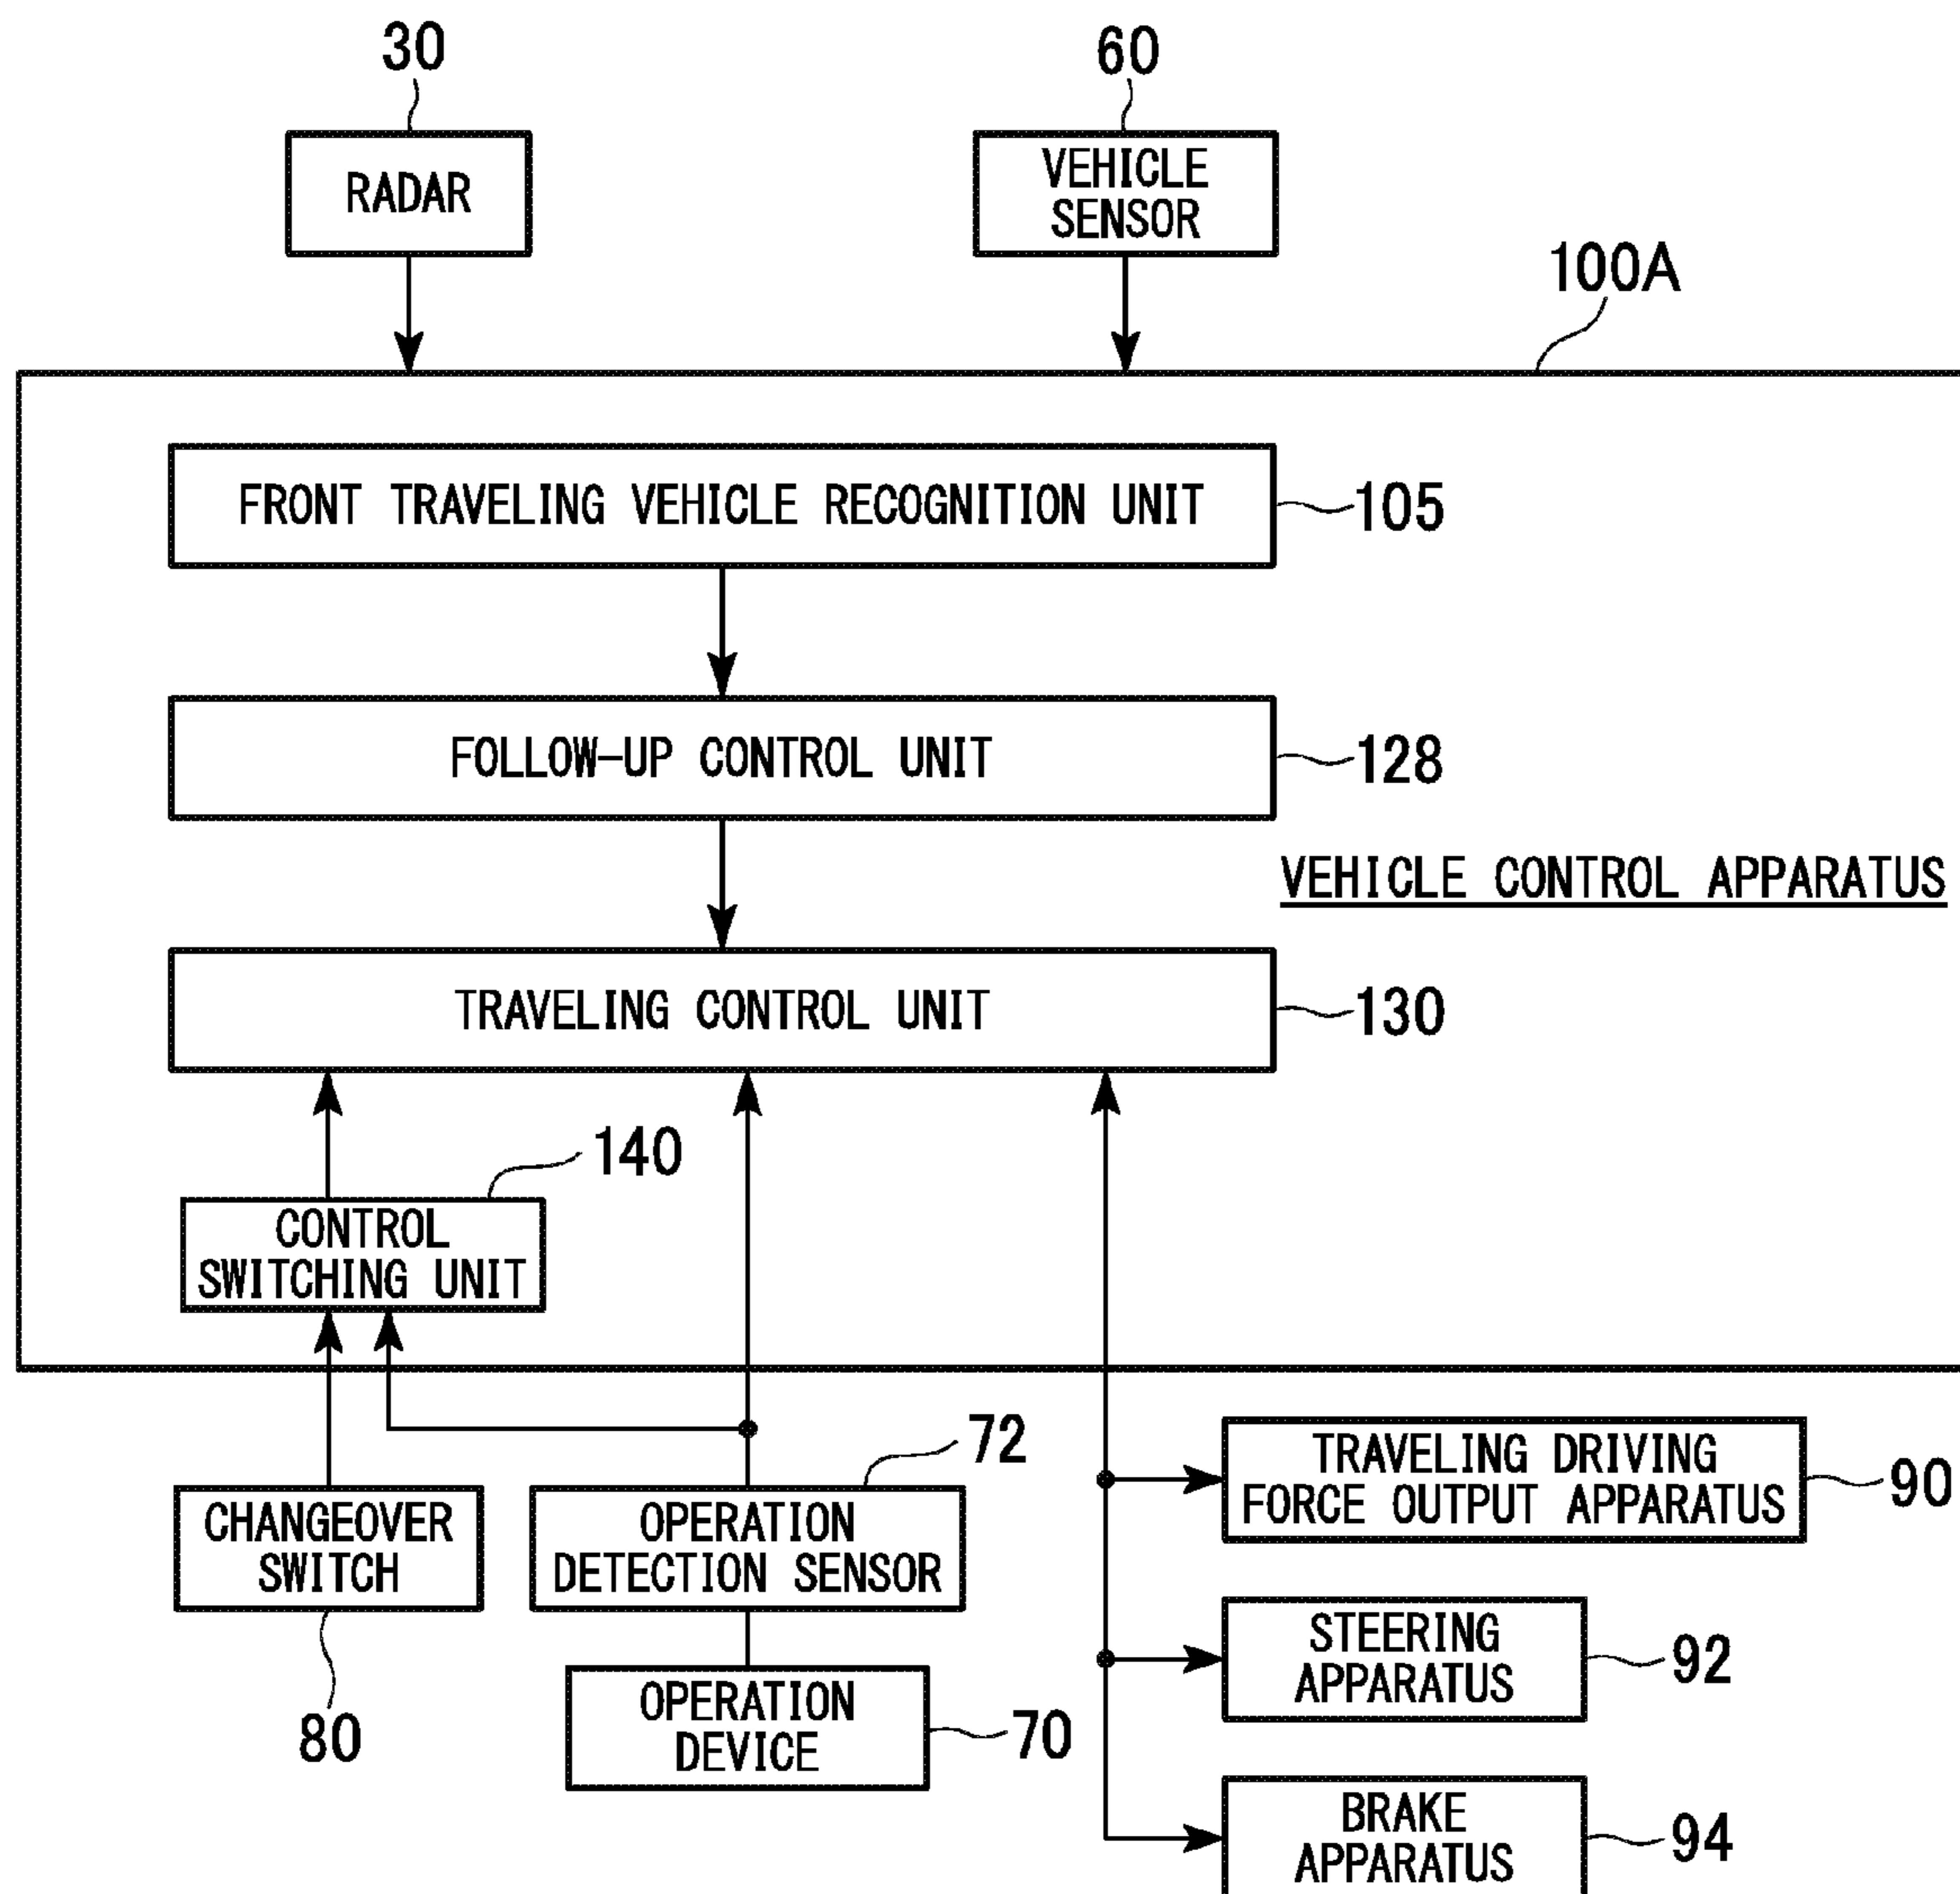 30
60
RADAR
VEHICLE
SENSOR
100A
FRONT TRAVELING VEHICLE RECOGNITION UNIT
105
FOLLOW-UP CONTROL UNIT
128
VEHICLE CONTROL APPARATUS
TRAVELING CONTROL UNIT
130
140
CONTROL
SWITCHING UNIT
72
CHANGEOVER
SWITCH
80
OPERATION
DETECTION SENSOR
OPERATION
DEVICE
70
TRAVELING DRIVING
FORCE OUTPUT APPARATUS
90
STEERING
APPARATUS
92
BRAKE
APPARATUS
94